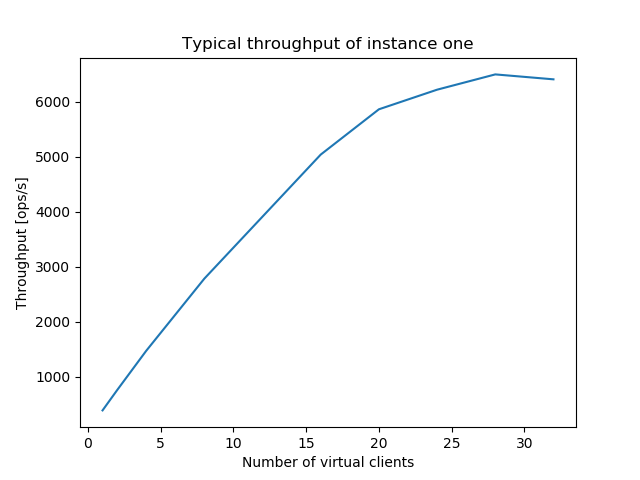 Typical throughput of instance one
Throughput [ops/s]
6000
5000
4000
3000
2000
1000
0 5 10 15 20 25 30
Number of virtual clients